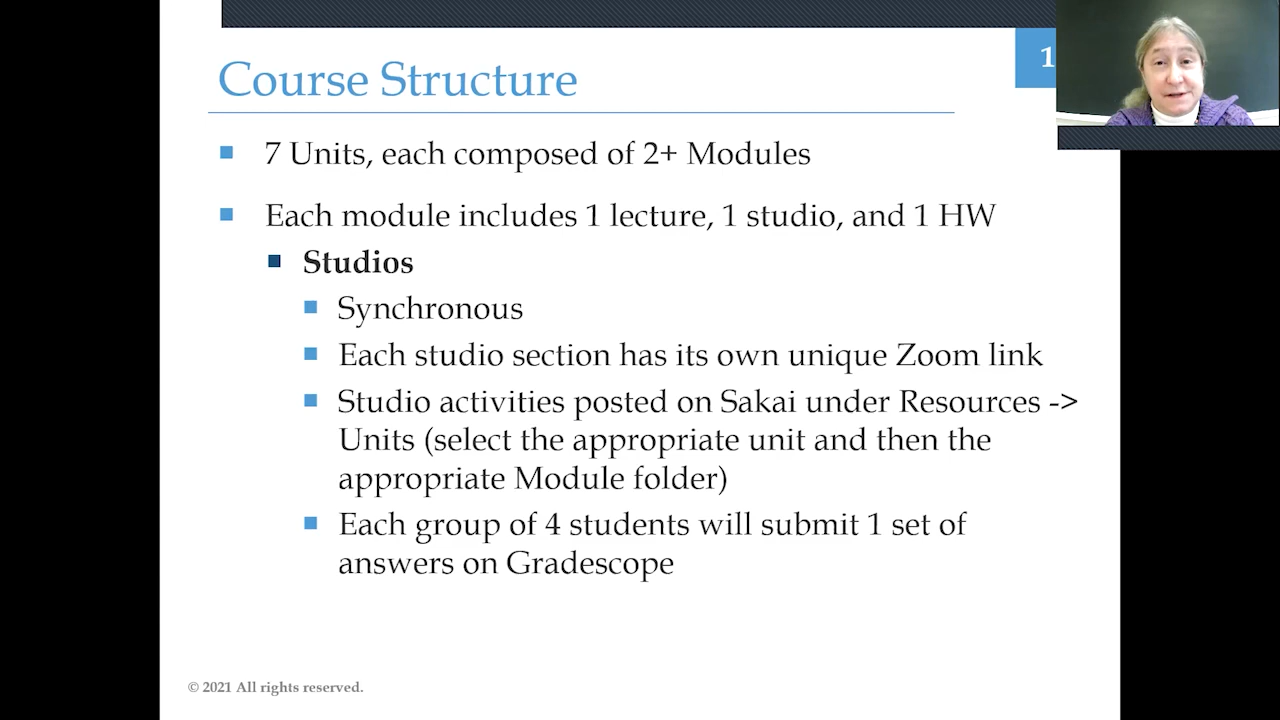 Course Structure
1
7 Units, each composed of 2+ Modules
Each module includes 1 lecture, 1 studio, and 1 HW
Studios
Synchronous
Each studio section has its own unique Zoom link
Studio activities posted on Sakai under Resources ->
Units (select the appropriate unit and then the
appropriate Module folder)
Each group of 4 students will submit 1 set of
answers on Gradescope
© 2021 All rights reserved.